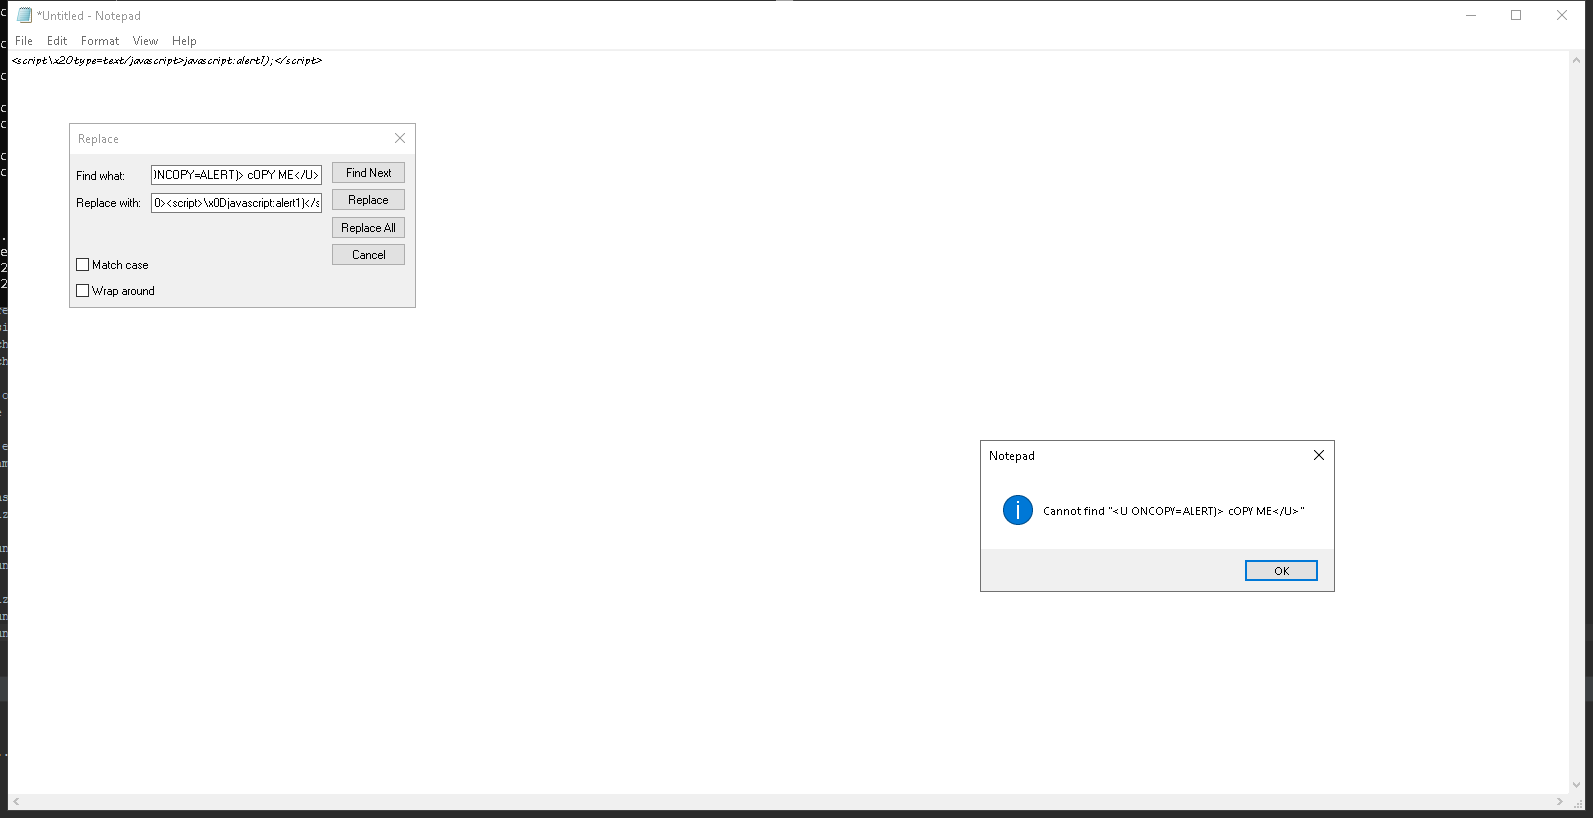 *Untitled - Notepad
File Edit Format View Help
<script\x20type=text/javascript>javascript:alert1);</script>
Replace
Find what: )NCOPY=ALERT)> cOPY ME</U> Find Next
Replace with: 0><script>\x0Djavascript:alert1)</s Replace
Replace All
Cancel
Match case
Wrap around
Notepad
Cannot find "<U ONCOPY=ALERT)> cOPY ME</U>"
OK